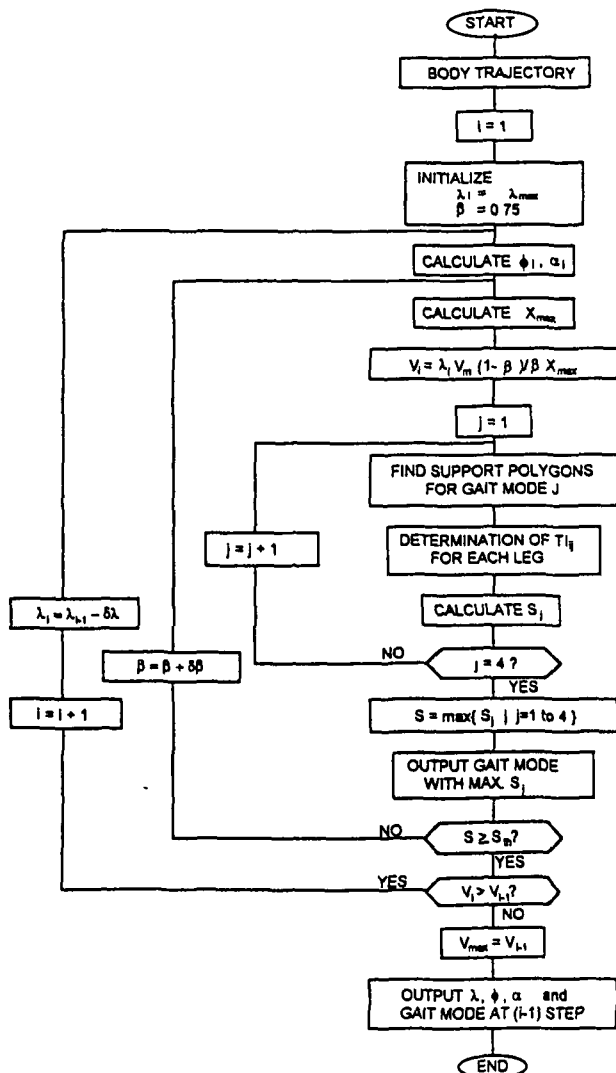 START
BODY TRAJECTORY
i = 1
INITIALIZE
λi = λmax
β = 0 75
CALCULATE ϕi , αi
CALCULATE Xmax
Vi = λi Vm (1- β )/β Xmax
j = 1
FIND SUPPORT POLYGONS
FOR GAIT MODE J
j = j + 1
DETERMINATION OF TIij
FOR EACH LEG
CALCULATE Sj
λi = λi-1 - δλ
β = β + δβ
NO
j = 4 ?
YES
i = i + 1
S = max{ Sj | j=1 to 4 }
OUTPUT GAIT MODE
WITH MAX. Sj
NO
S ≥ Sth?
YES
YES
Vi > Vi-1?
NO
Vmax = Vi-1
OUTPUT λ, ϕ, α and
GAIT MODE AT (i-1) STEP
END